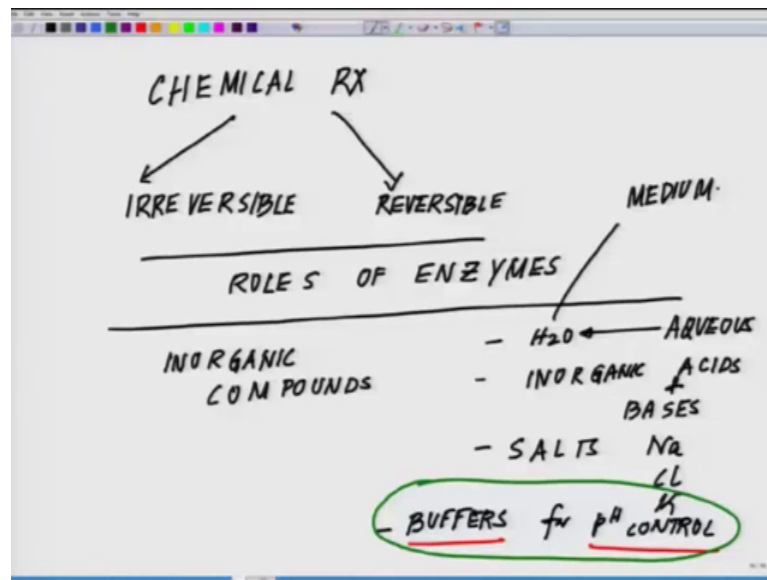 CHEMICAL RX
IRREVERSIBLE REVERSIBLE
MEDIUM.
ROLES OF ENZYMES
INORGANIC
COMPOUNDS
- H2O AQUEOUS
- INORGANIC ACIDS
+
BASES
- SALTS Na
Cl
K
- BUFFERS for pH CONTROL